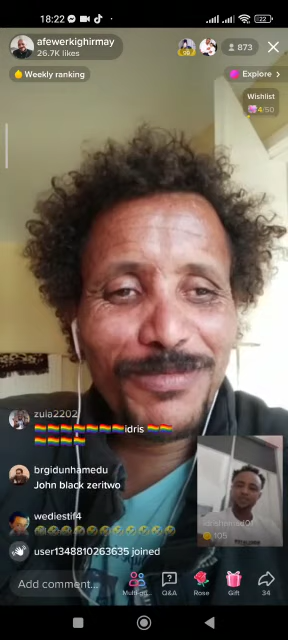 18:22
22
afewerkighirmay
26.7K likes
873
Weekly ranking
Explore >
Wishlist
4/50
zula2202
idris
brgidunhamedu
John black zeritwo
wediestif4
105
user1348810263635 joined
Add comment...
Q&A
Rose
Gift
34